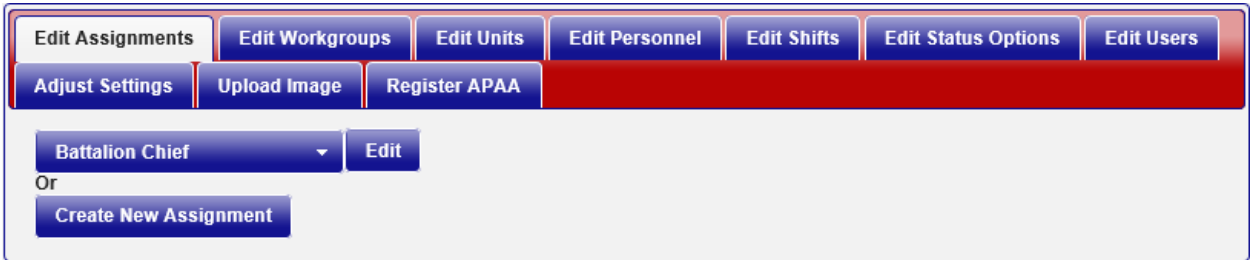 Edit Assignments Edit Workgroups Edit Units Edit Personnel Edit Shifts Edit Status Options Edit Users
Adjust Settings Upload Image Register APAA
Battalion Chief Edit
Or
Create New Assignment